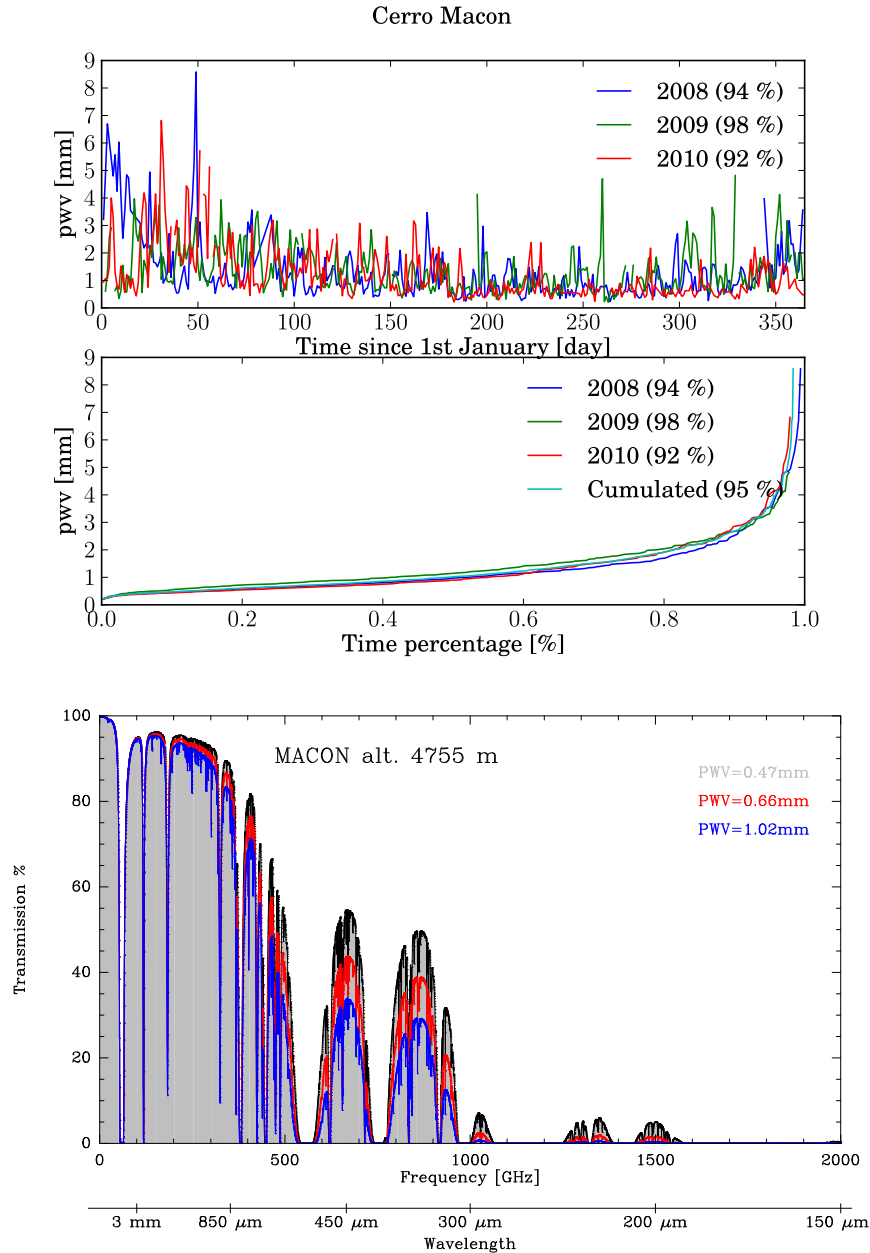 Cerro Macon
9
8
7
6
5
4
3
2
1
0
pwv [mm]
2008 (94 %)
2009 (98 %)
2010 (92 %)
0 50 100 150 200 250 300 350
Time since 1st January [day]
9
8
7
6
5
4
3
2
1
0
pwv [mm]
2008 (94 %)
2009 (98 %)
2010 (92 %)
Cumulated (95 %)
0.0 0.2 0.4 0.6 0.8 1.0
Time percentage [%]
100
80
60
40
20
0
Transmission %
MACON alt. 4755 m
PWV=0.47mm
PWV=0.66mm
PWV=1.02mm
0 500 1000 1500 2000
Frequency [GHz]
3 mm 850 μm 450 μm 300 μm 200 μm 150 μm
Wavelength